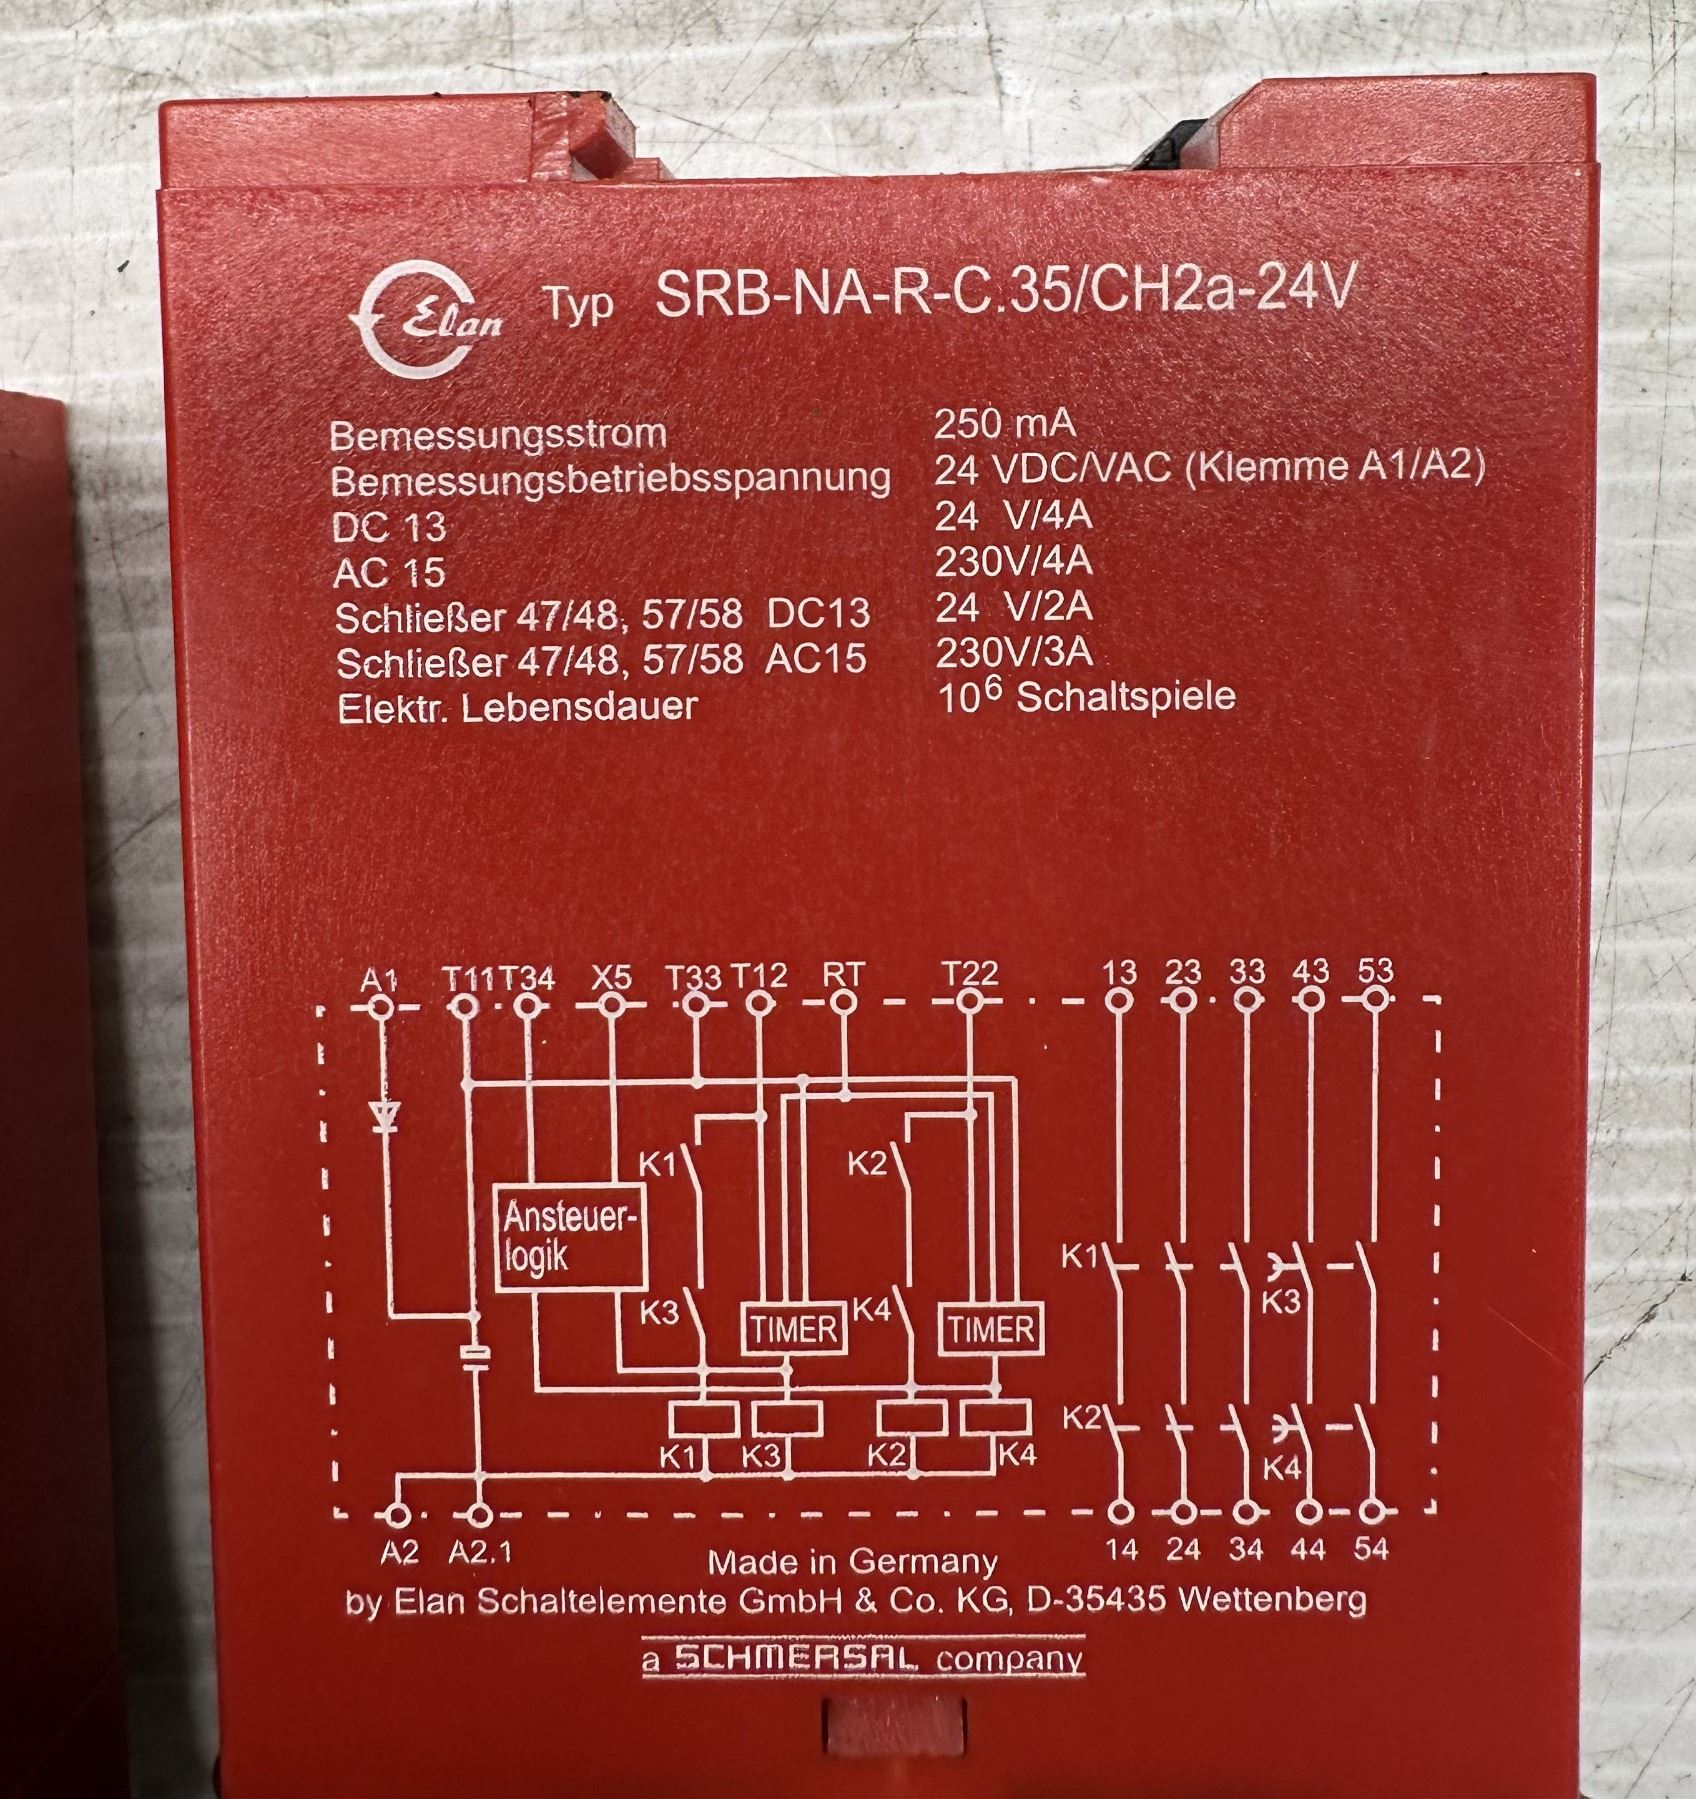 Elan Typ SRB-NA-R-C.35/CH2a-24V
Bemessungsstrom 250 mA
Bemessungsbetriebsspannung 24 VDC/VAC (Klemme A1/A2)
DC 13 24 V/4A
AC 15 230V/4A
Schließer 47/48, 57/58 DC13 24 V/2A
Schließer 47/48, 57/58 AC15 230V/3A
Elektr. Lebensdauer 10⁶ Schaltspiele
A1 T11 T34 X5 T33 T12 RT T22 13 23 33 43 53
K1 K2
Ansteuer-
logik
K1
K3 K4 K3
TIMER TIMER
K2
K1 K3 K2 K4 K4
A2 A2.1 14 24 34 44 54
Made in Germany
by Elan Schaltelemente GmbH & Co. KG, D-35435 Wettenberg
a SCHMERSAL company